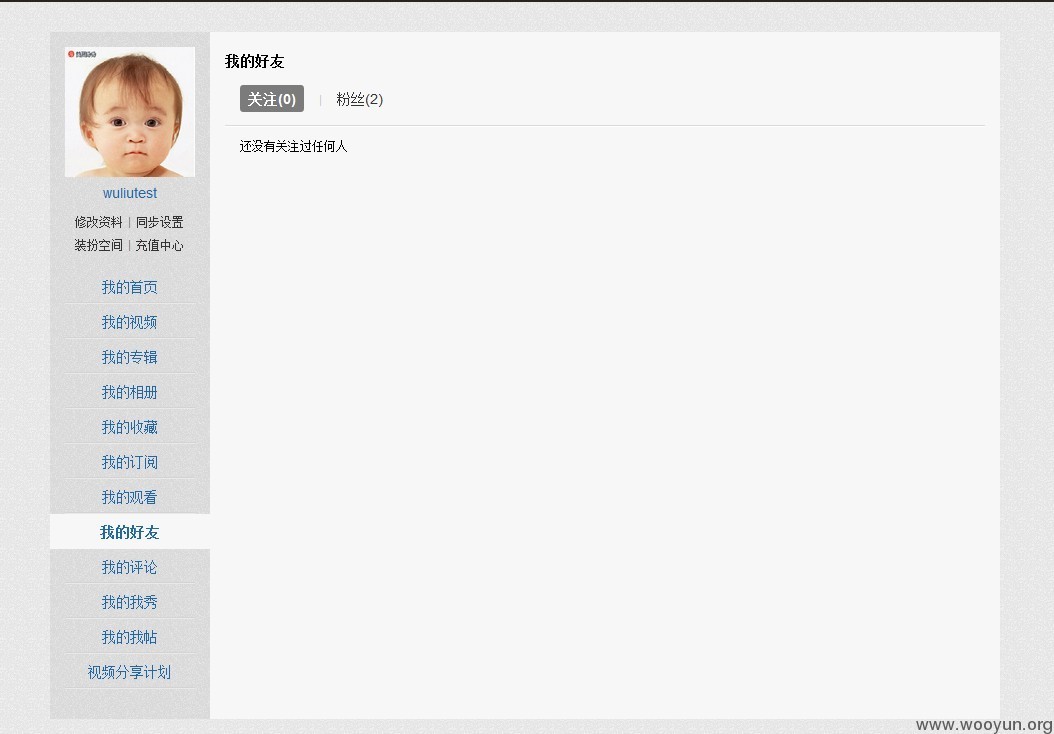 我的好友
关注(0) | 粉丝(2)
还没有关注过任何人
wuliutest
修改资料 | 同步设置
装扮空间 | 充值中心
我的首页
我的视频
我的专辑
我的相册
我的收藏
我的订阅
我的观看
我的好友
我的评论
我的我秀
我的我帖
视频分享计划
www.wooyun.org